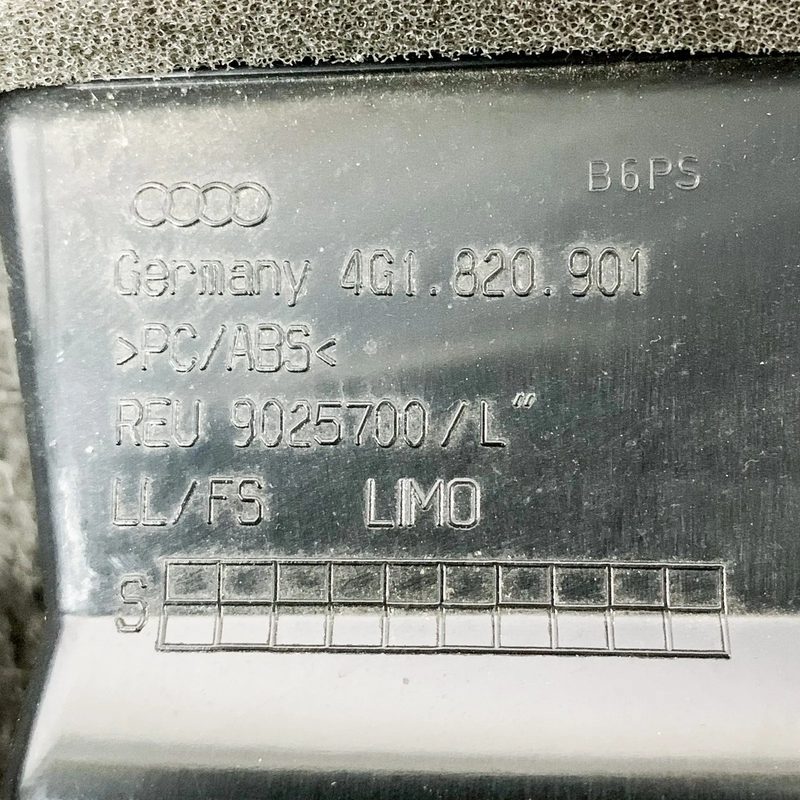 B6PS
Germany 4G1.820.901
>PC/ABS<
REU 9025700/L"
LL/FS LIMO
S